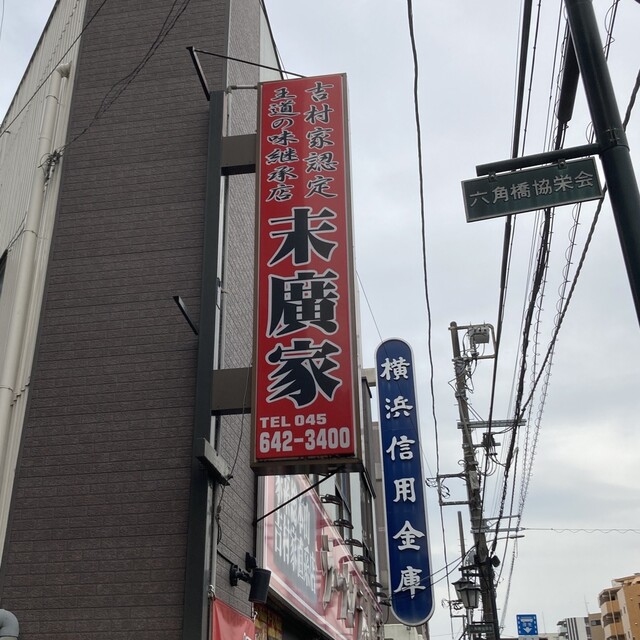 吉村家認定
王道の味継承店
末廣家
TEL 045
642-3400
六角橋協栄会
横浜信用金庫